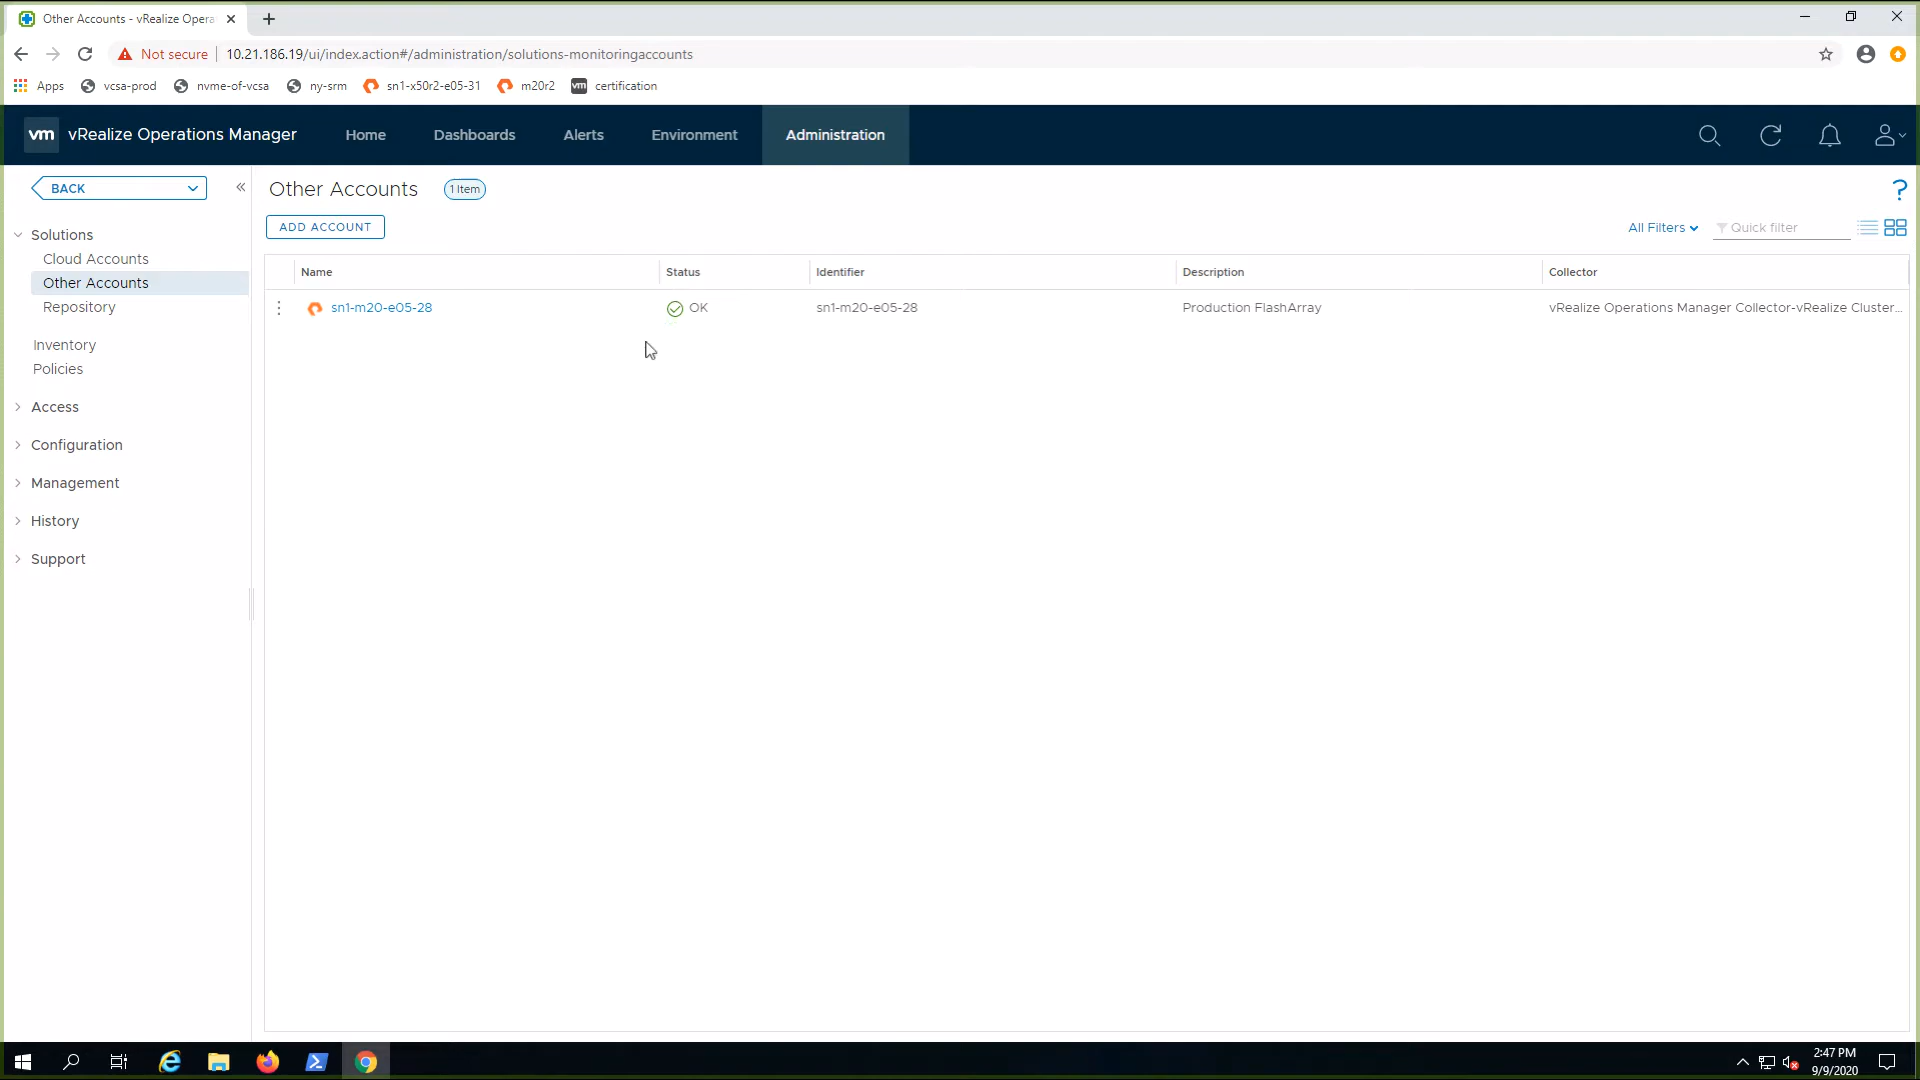 Other Accounts - vRealize Opera
Not secure
10.21.186.19/ui/index.action#/administration/solutions-monitoringaccounts
Apps
vcsa-prod
nvme-of-vcsa
ny-srm
sn1-x50r2-e05-31
m20r2
vm
certification
vm
vRealize Operations Manager
Home
Dashboards
Alerts
Environment
Administration
BACK
Solutions
Cloud Accounts
Other Accounts
Repository
Inventory
Policies
Access
Configuration
Management
History
Support
Other Accounts
1 Item
?
ADD ACCOUNT
All Filters
Quick filter
Name
Status
Identifier
Description
Collector
sn1-m20-e05-28
OK
sn1-m20-e05-28
Production FlashArray
vRealize Operations Manager Collector-vRealize Cluster...
2:47 PM
9/9/2020